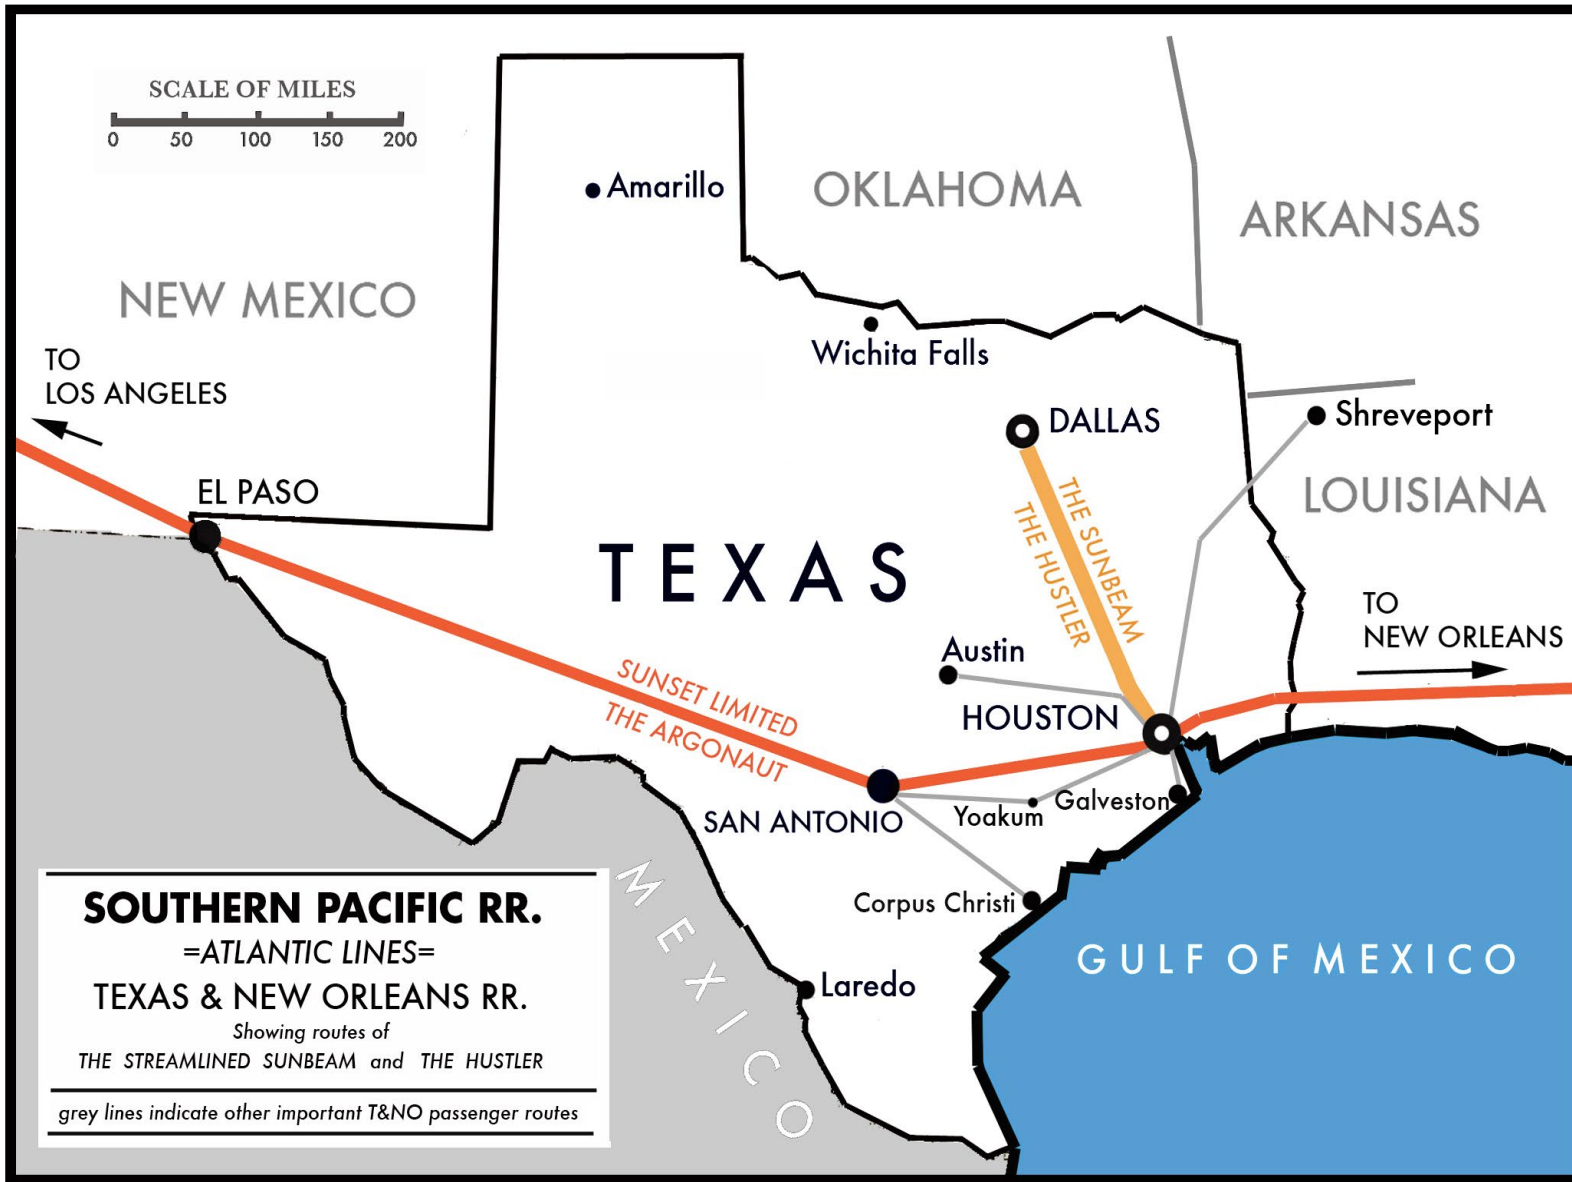 SCALE OF MILES
0 50 100 150 200
Amarillo
OKLAHOMA
ARKANSAS
NEW MEXICO
Wichita Falls
TO
LOS ANGELES
DALLAS
Shreveport
EL PASO
LOUISIANA
THE SUNBEAM
THE HUSTLER
TEXAS
TO
NEW ORLEANS
Austin
SUNSET LIMITED
THE ARGONAUT
HOUSTON
SAN ANTONIO
Yoakum
Galveston
Corpus Christi
MEXICO
GULF OF MEXICO
Laredo
SOUTHERN PACIFIC RR.
=ATLANTIC LINES=
TEXAS & NEW ORLEANS RR.
Showing routes of
THE STREAMLINED SUNBEAM and THE HUSTLER
grey lines indicate other important T&NO passenger routes